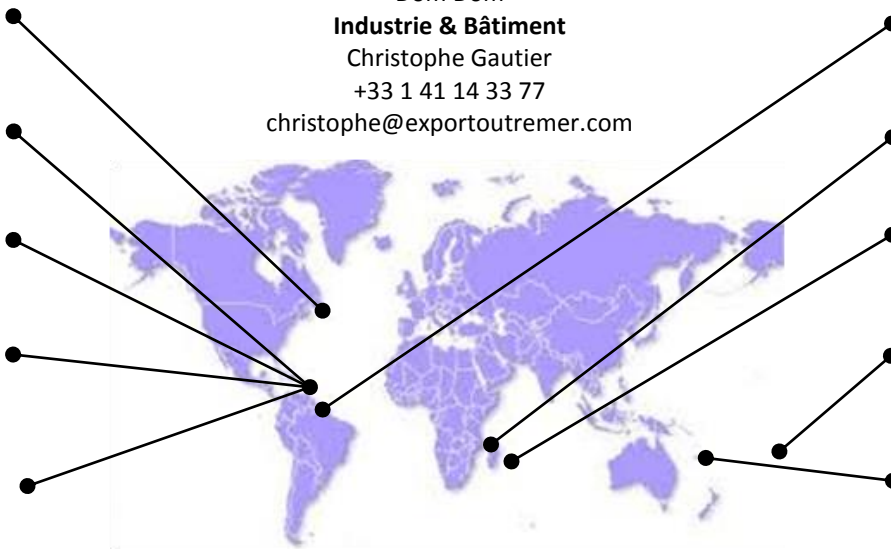 Industrie & Bâtiment
Christophe Gautier
+33 1 41 14 33 77
christophe@exportoutremer.com